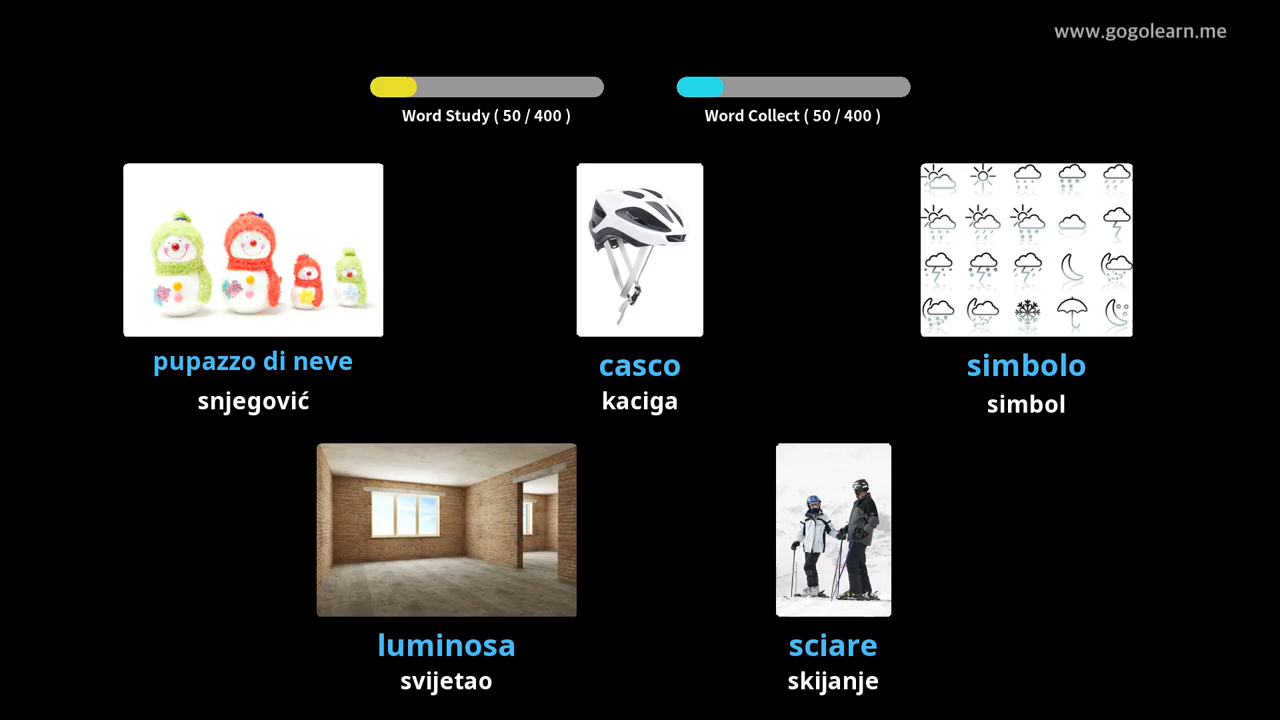 www.gogolearn.me
Word Study ( 50 / 400 )
Word Collect ( 50 / 400 )
pupazzo di neve
snjegović
casco
kaciga
simbolo
simbol
luminosa
svijetao
sciare
skijanje